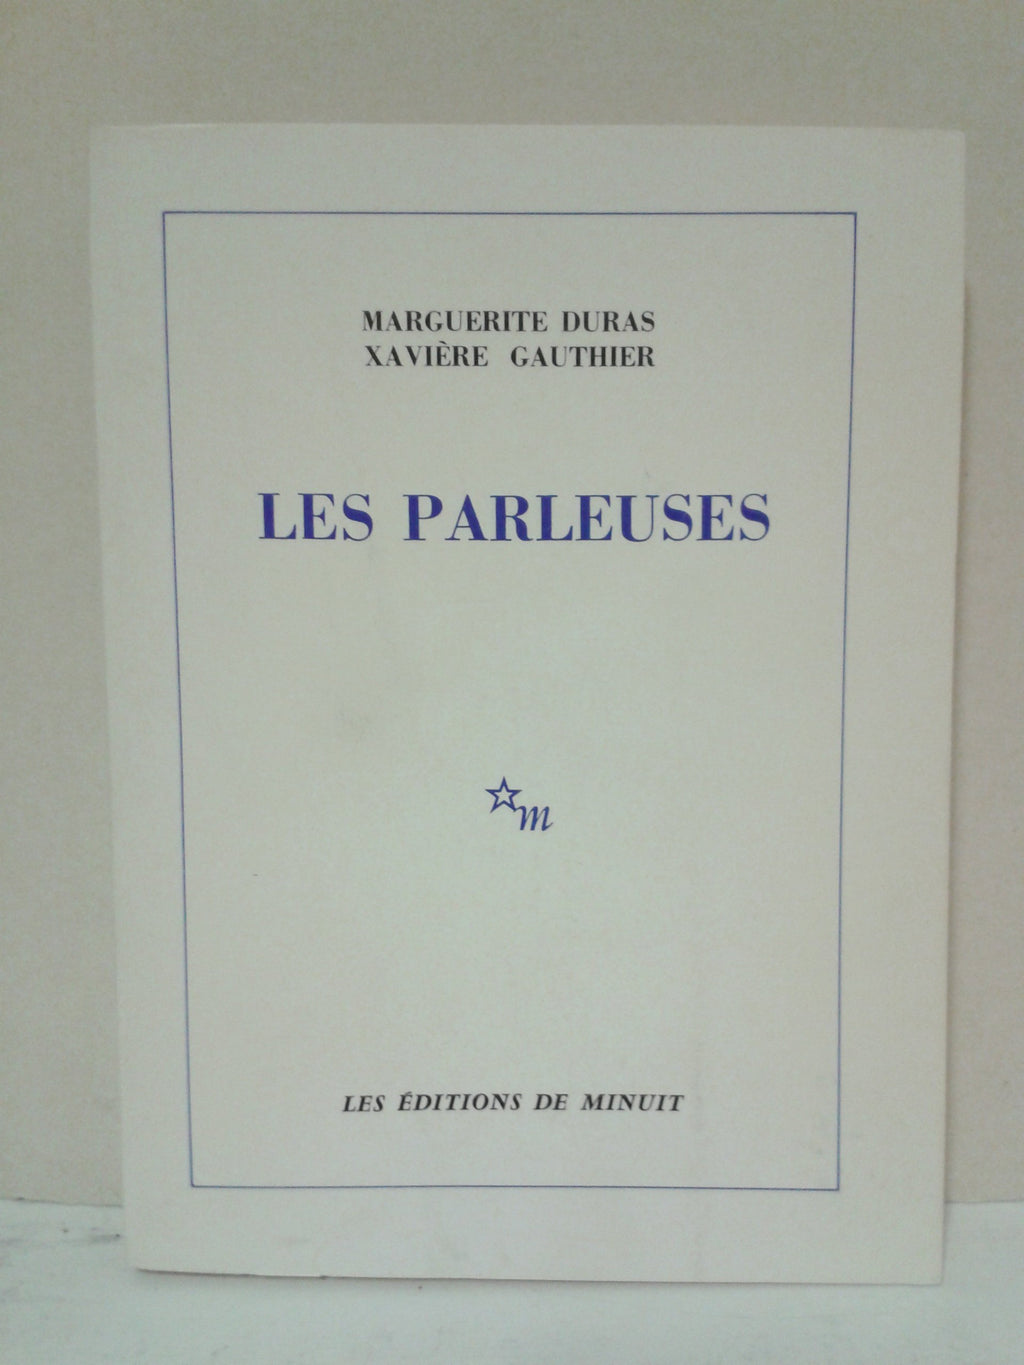 MARGUERITE DURAS
XAVIÈRE GAUTHIER
LES PARLEUSES
m
LES ÉDITIONS DE MINUIT